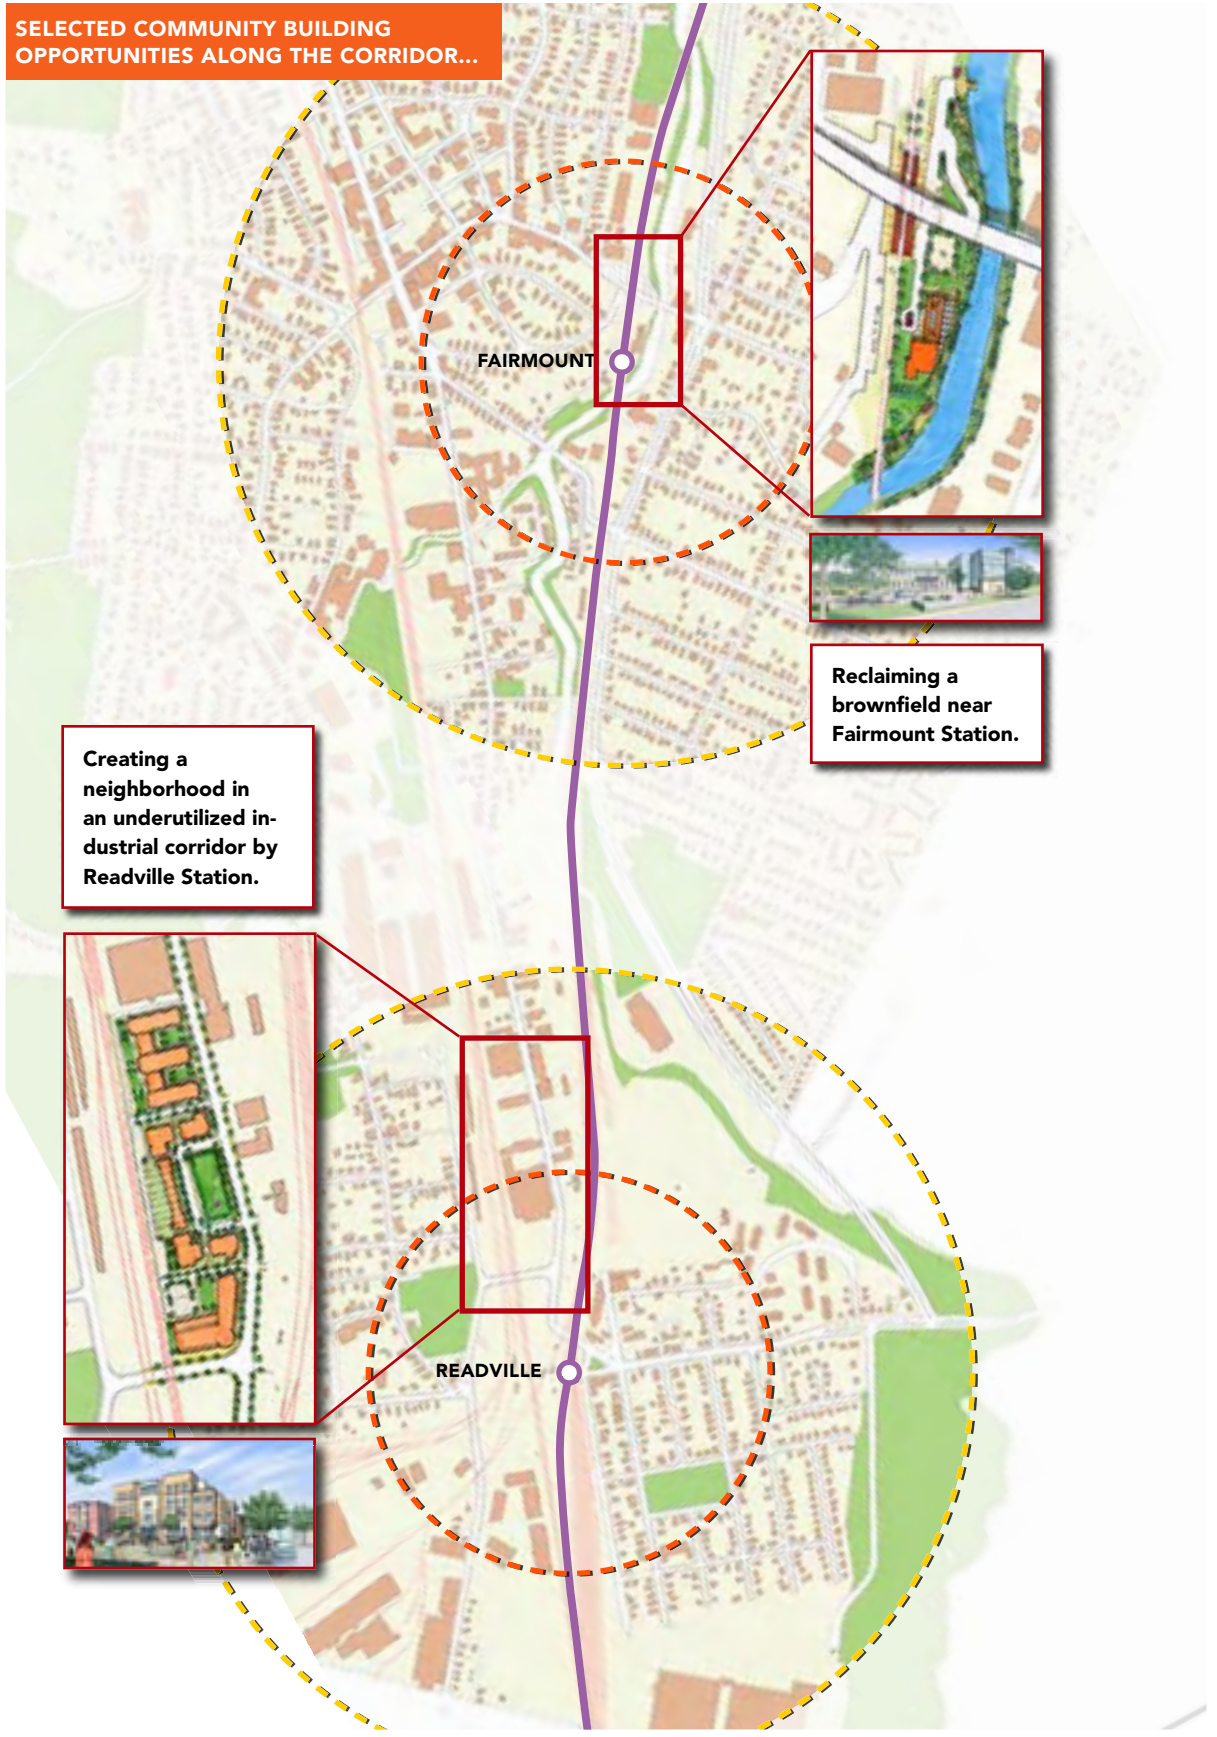 SELECTED COMMUNITY BUILDING
OPPORTUNITIES ALONG THE CORRIDOR...
FAIRMOUNT
Reclaiming a
brownfield near
Fairmount Station.
Creating a
neighborhood in
an underutilized in-
dustrial corridor by
Readville Station.
READVILLE